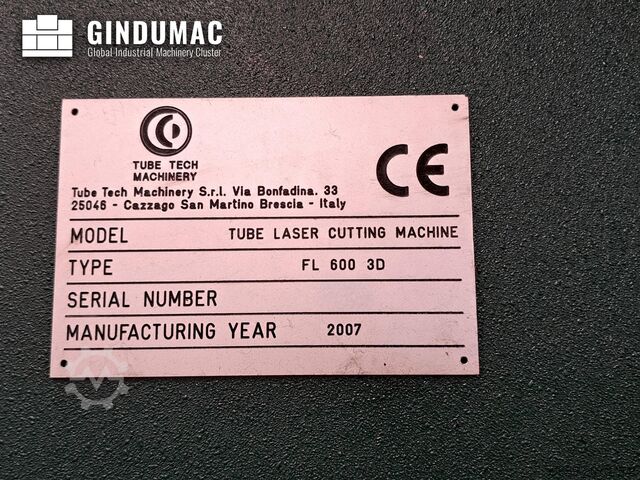 GINDUMAC
Global Industrial Machinery Cluster
TUBE TECH
MACHINERY
Tube Tech Machinery S.r.l. Via Bonfadina. 33
25046 - Cazzago San Martino Brescia - Italy
CE
MODEL TUBE LASER CUTTING MACHINE
TYPE FL 600 3D
SERIAL NUMBER
MANUFACTURING YEAR 2007